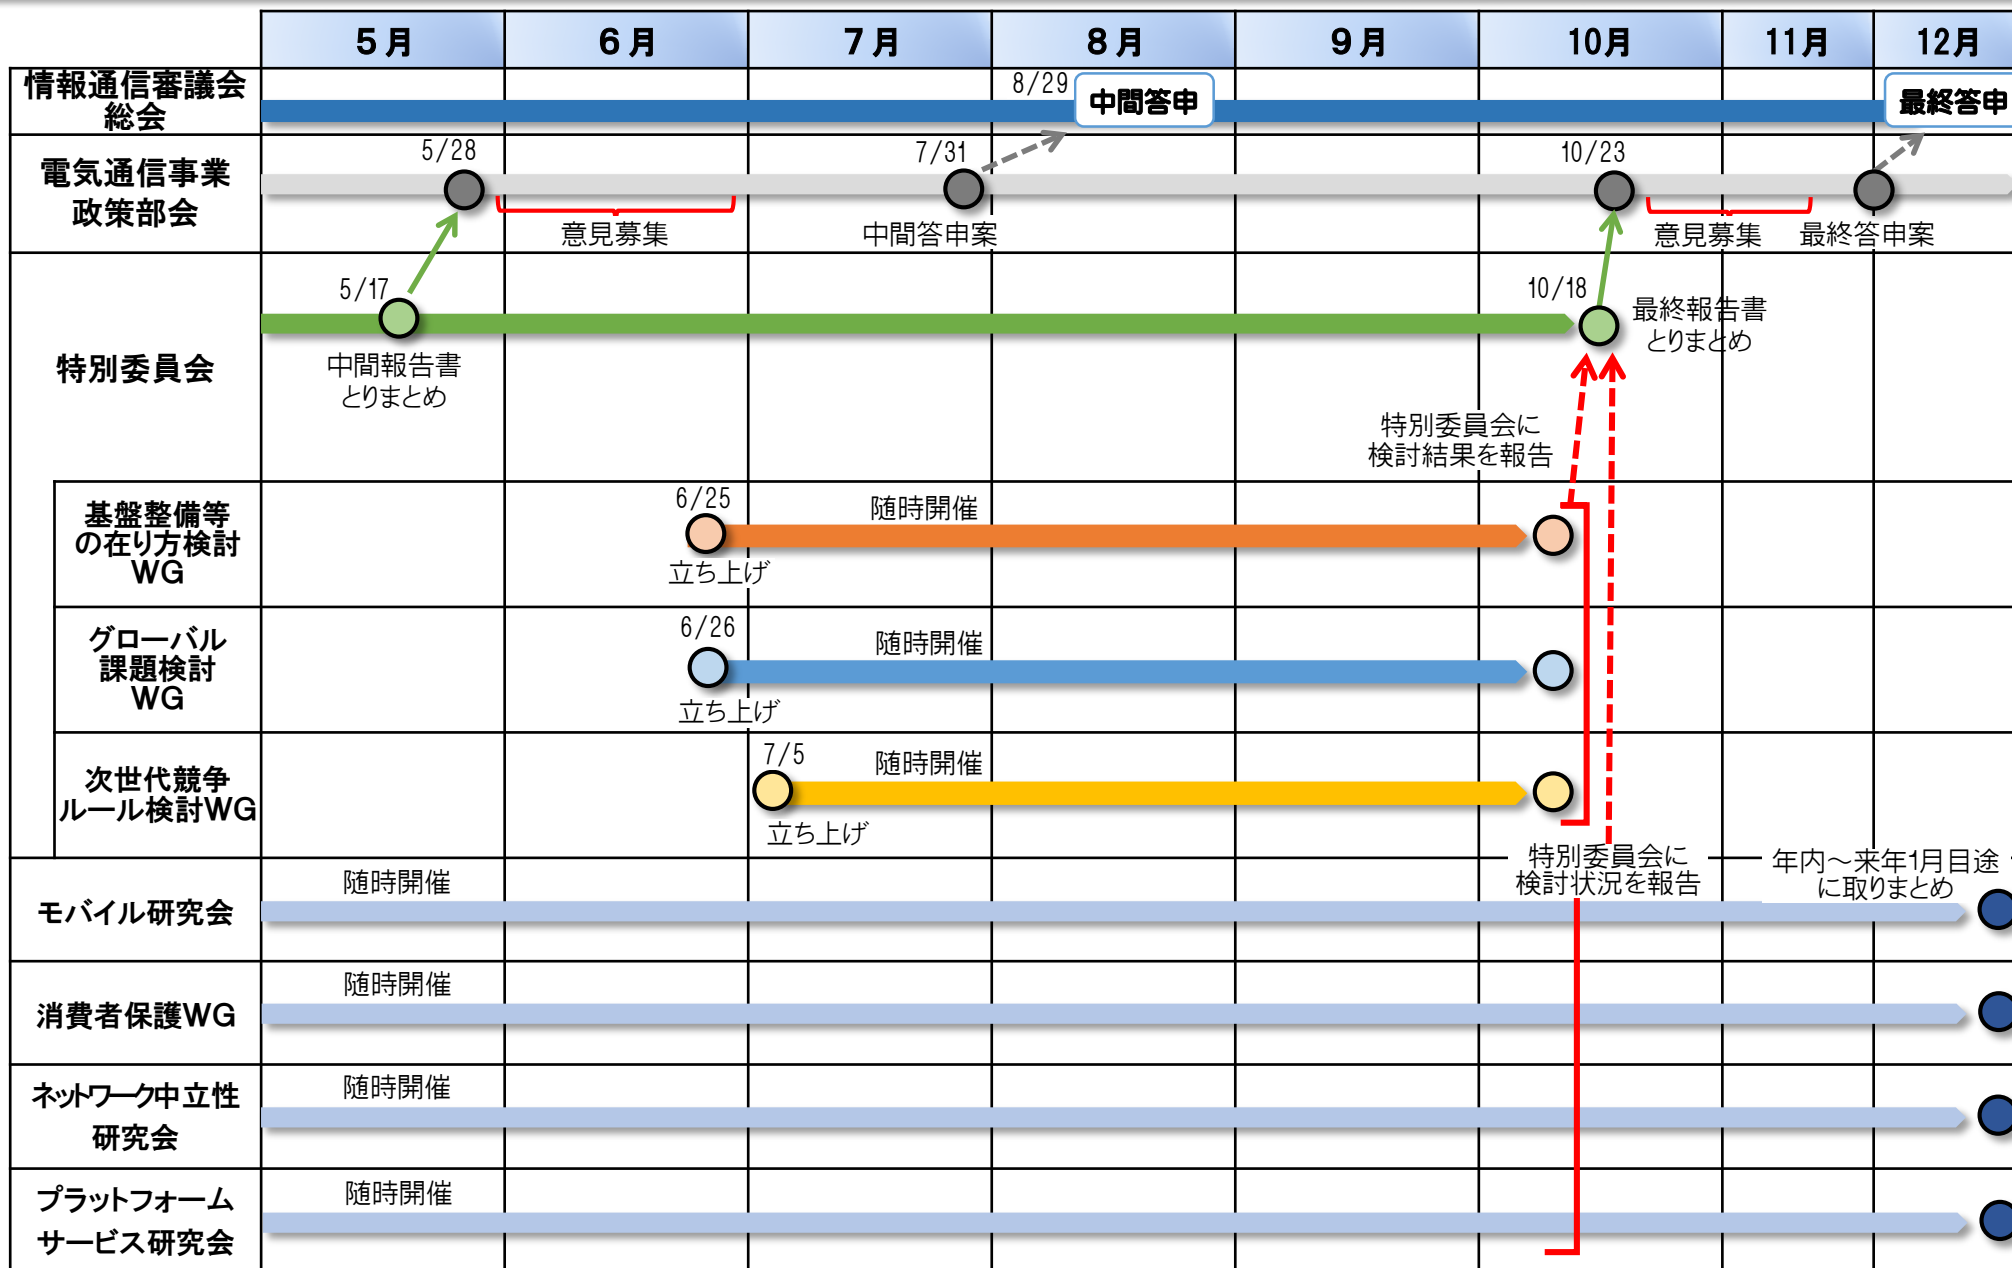 5月 6月 7月 8月 9月 10月 11月 12月
情報通信審議会
総会
8/29
中間答申
最終答申
電気通信事業
政策部会
5/28
7/31
10/23
意見募集
中間答申案
意見募集
最終答申案
特別委員会
5/17
10/18
中間報告書
とりまとめ
最終報告書
とりまとめ
特別委員会に
検討結果を報告
基盤整備等
の在り方検討
WG
6/25
随時開催
立ち上げ
グローバル
課題検討
WG
6/26
随時開催
立ち上げ
次世代競争
ルール検討WG
7/5
随時開催
立ち上げ
特別委員会に
検討状況を報告
年内～来年1月目途
に取りまとめ
モバイル研究会
随時開催
消費者保護WG
随時開催
ネットワーク中立性
研究会
随時開催
プラットフォーム
サービス研究会
随時開催